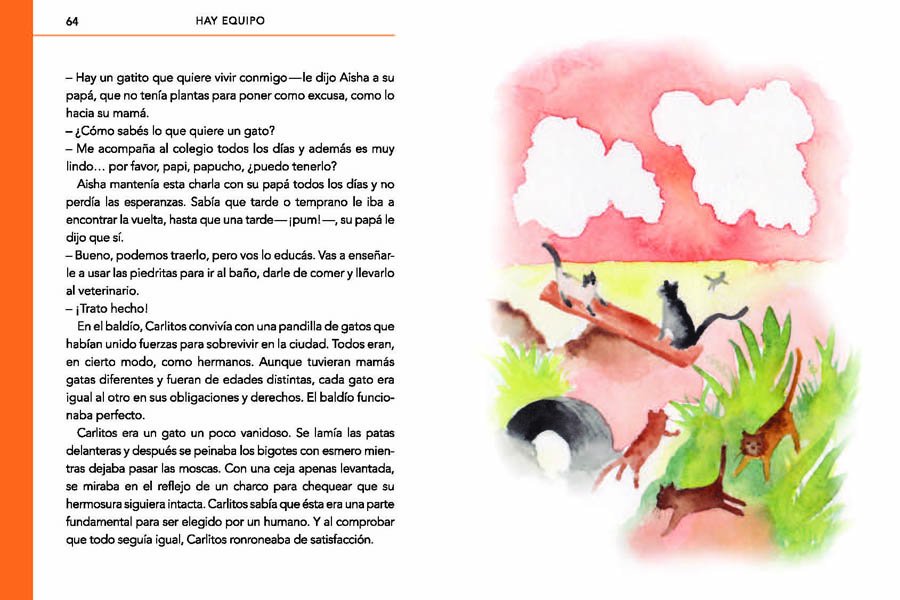 64
HAY EQUIPO
– Hay un gatito que quiere vivir conmigo—le dijo Aisha a su
papá, que no tenía plantas para poner como excusa, como lo
hacia su mamá.
– ¿Cómo sabés lo que quiere un gato?
– Me acompaña al colegio todos los días y además es muy
lindo… por favor, papi, papucho, ¿puedo tenerlo?
Aisha mantenía esta charla con su papá todos los días y no
perdía las esperanzas. Sabía que tarde o temprano le iba a
encontrar la vuelta, hasta que una tarde—¡pum!—, su papá le
dijo que sí.
– Bueno, podemos traerlo, pero vos lo educás. Vas a enseñar-
le a usar las piedritas para ir al baño, darle de comer y llevarlo
al veterinario.
– ¡Trato hecho!
En el baldío, Carlitos convivía con una pandilla de gatos que
habían unido fuerzas para sobrevivir en la ciudad. Todos eran,
en cierto modo, como hermanos. Aunque tuvieran mamás
gatas diferentes y fueran de edades distintas, cada gato era
igual al otro en sus obligaciones y derechos. El baldío funcio-
naba perfecto.
Carlitos era un gato un poco vanidoso. Se lamía las patas
delanteras y después se peinaba los bigotes con esmero mien-
tras dejaba pasar las moscas. Con una ceja apenas levantada,
se miraba en el reflejo de un charco para chequear que su
hermosura siguiera intacta. Carlitos sabía que ésta era una parte
fundamental para ser elegido por un humano. Y al comprobar
que todo seguía igual, Carlitos ronroneaba de satisfacción.